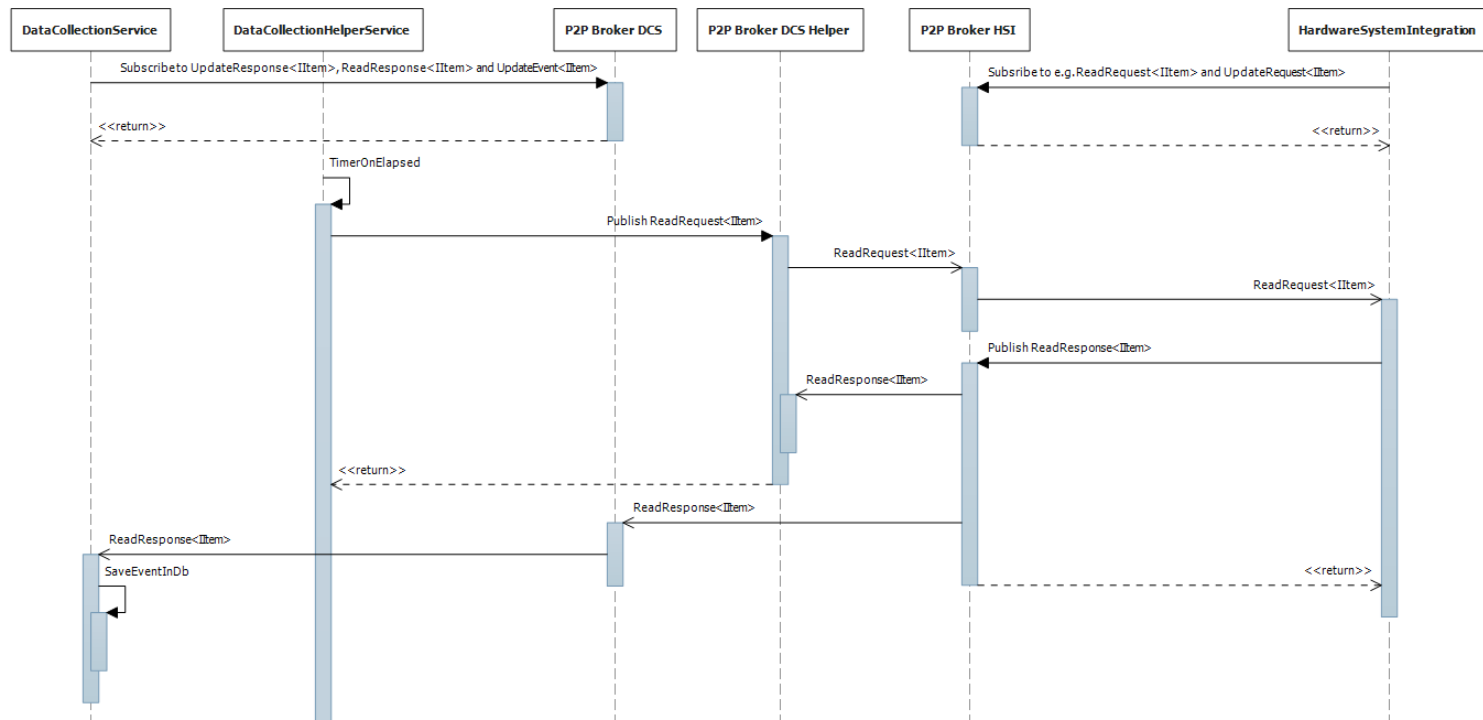 DataCollectionService
DataCollectionHelperService
P2P Broker DCS
P2P Broker DCS Helper
P2P Broker HSI
HardwareSystemIntegration
Subscribe to UpdateResponse<IItem>, ReadResponse<IItem> and UpdateEvent<IItem>
Subsribe to e.g.ReadRequest<IItem> and UpdateRequest<IItem>
<<return>>
<<return>>
TimerOnElapsed
Publish ReadRequest<IItem>
ReadRequest<IItem>
ReadRequest<IItem>
Publish ReadResponse<IItem>
ReadResponse<IItem>
<<return>>
ReadResponse<IItem>
ReadResponse<IItem>
SaveEventInDb
<<return>>